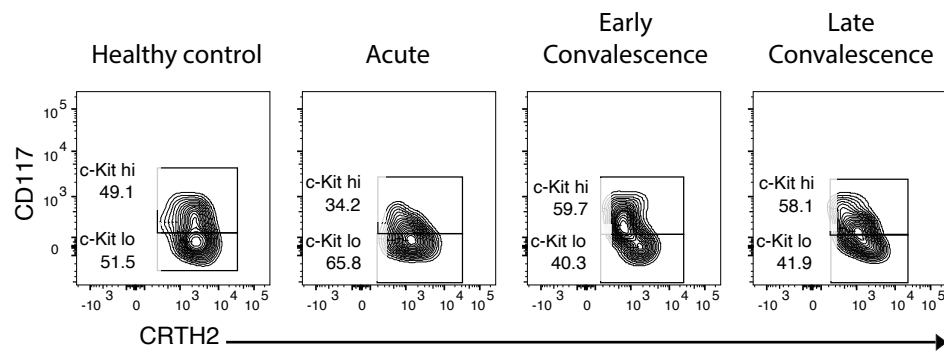 Healthy control
Acute
Early
Convalescence
Late
Convalescence
CD117
10 5
10 4
10 3
0
c-Kit hi
49.1
c-Kit lo
51.5
c-Kit hi
34.2
c-Kit lo
65.8
c-Kit hi
59.7
c-Kit lo
40.3
c-Kit hi
58.1
c-Kit lo
41.9
-10 3 0 10 3 10 4 10 5
-10 3 0 10 3 10 4 10 5
-10 3 0 10 3 10 4 10 5
-10 3 0 10 3 10 4 10 5
CRTH2